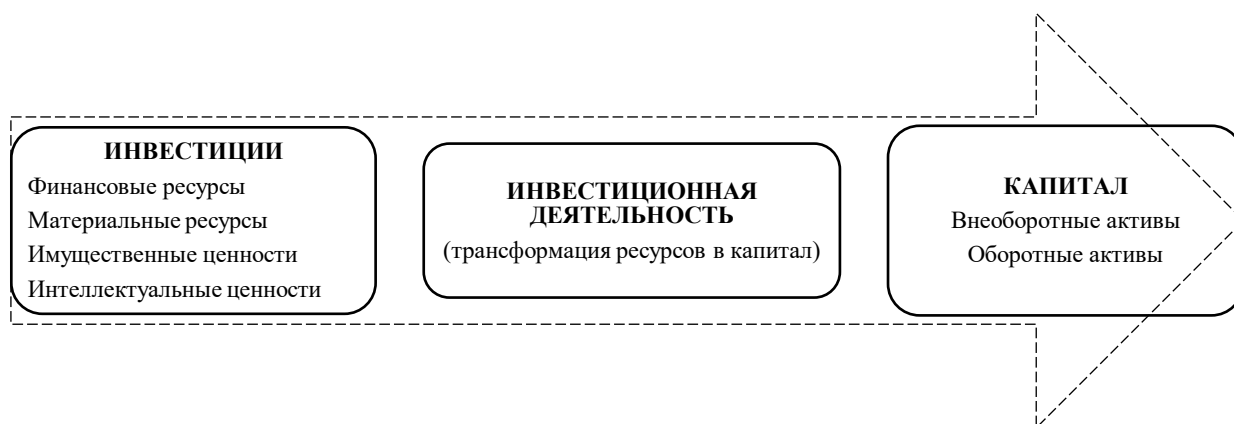 ИНВЕСТИЦИИ
Финансовые ресурсы
Материальные ресурсы
Имущественные ценности
Интеллектуальные ценности
ИНВЕСТИЦИОННАЯ
ДЕЯТЕЛЬНОСТЬ
(трансформация ресурсов в капитал)
КАПИТАЛ
Внеоборотные активы
Оборотные активы